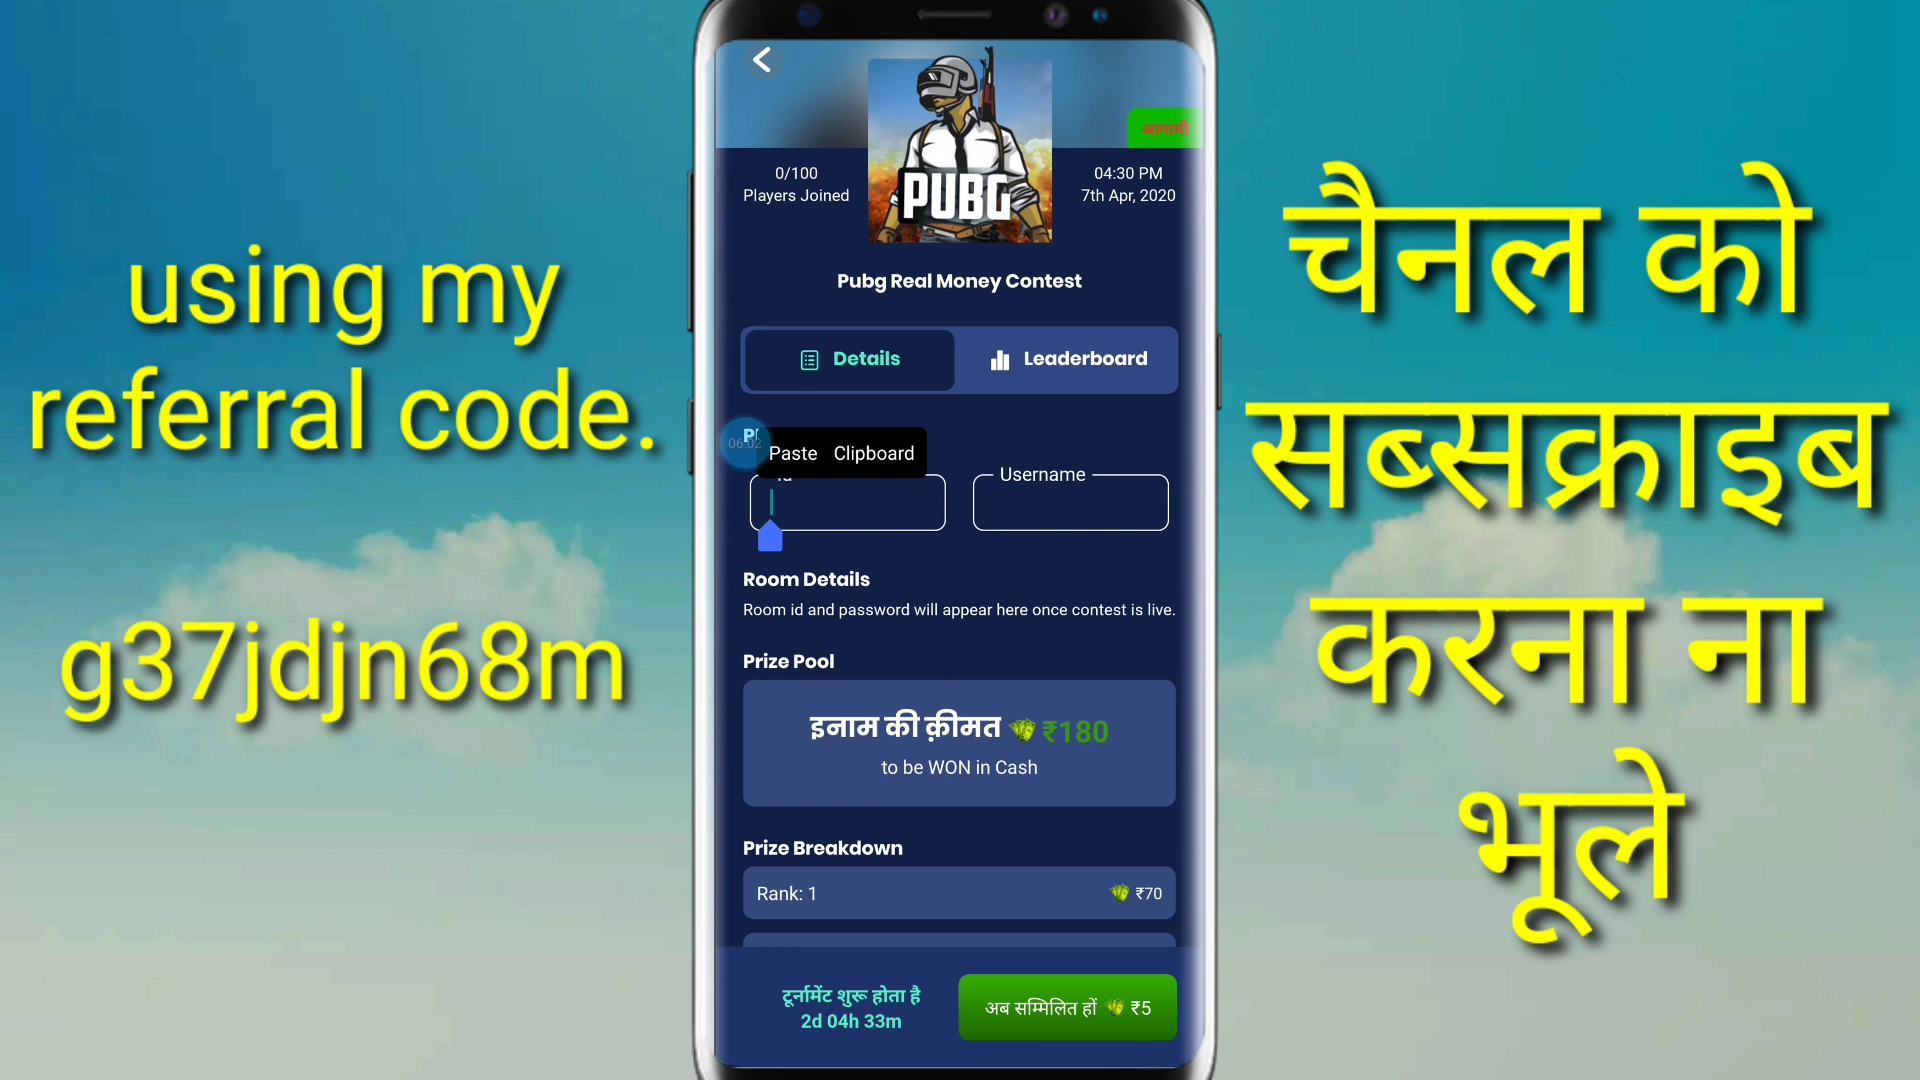 using my
referral code.
g37jdjn68m
आगामी
0/100
Players Joined
PUBG
04:30 PM
7th Apr, 2020
Pubg Real Money Contest
Details
Leaderboard
06:02
Paste Clipboard
Username
Room Details
Room id and password will appear here once contest is live.
Prize Pool
इनाम की क़ीमत ₹180
to be WON in Cash
Prize Breakdown
Rank: 1 ₹70
टूर्नामेंट शुरू होता है
2d 04h 33m
अब सम्मिलित हों ₹5
चैनल को
सब्सक्राइब
करना ना
भूले